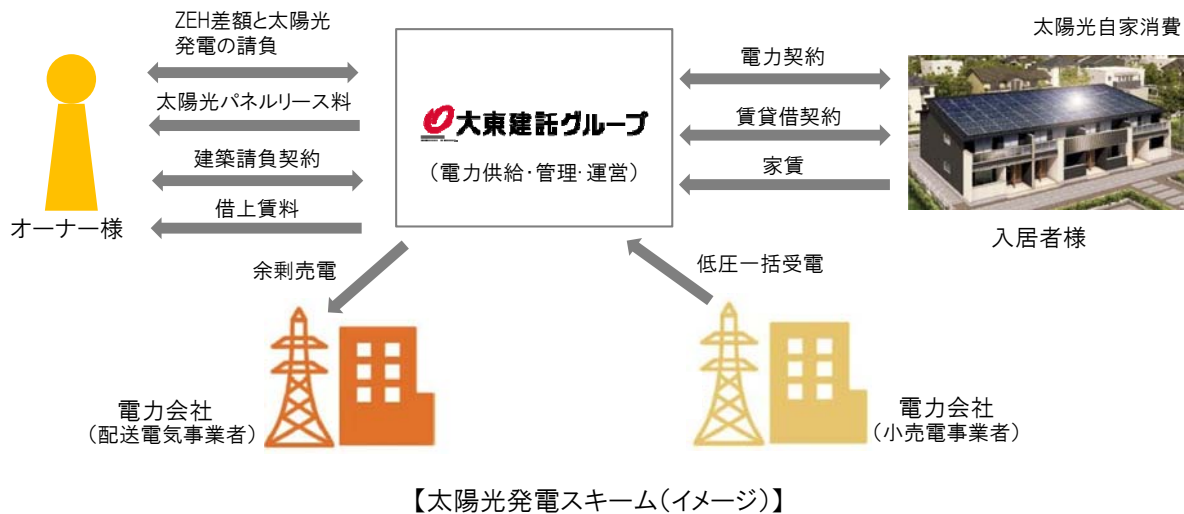 ZEH差額と太陽光
発電の請負
太陽光パネルリース料
建築請負契約
借上賃料
オーナー様
大東建託グループ
(電力供給・管理・運営)
太陽光自家消費
電力契約
賃貸借契約
家賃
入居者様
余剰売電
低圧一括受電
電力会社
(配送電気事業者)
電力会社
(小売電事業者)
【太陽光発電スキーム(イメージ)】